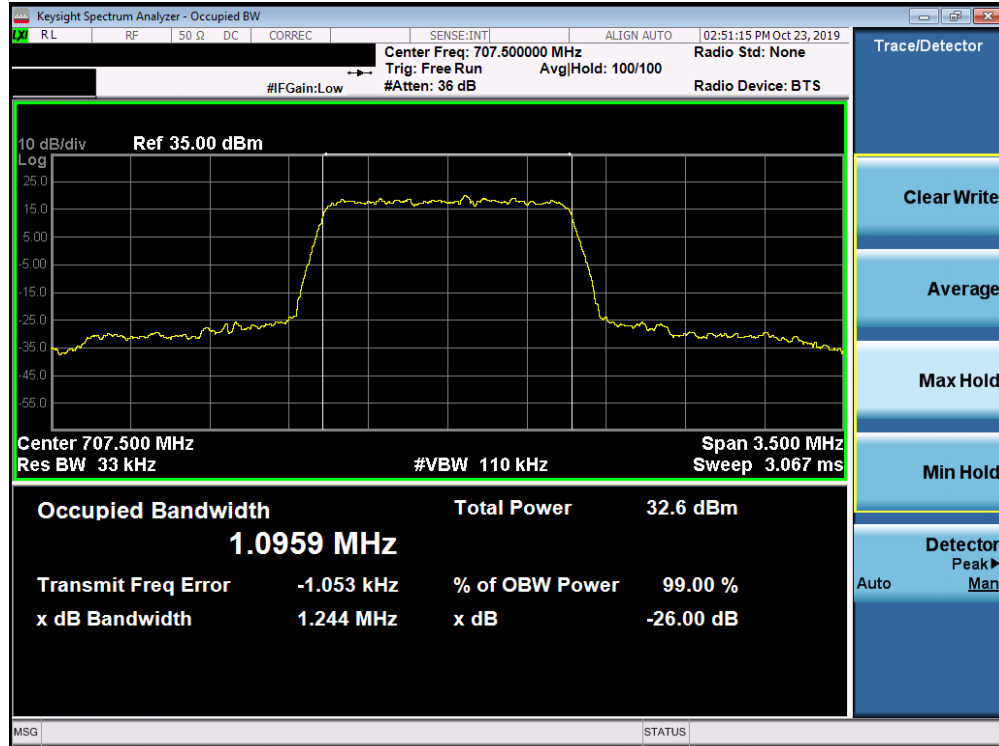 Keysight Spectrum Analyzer - Occupied BW
LXI RL RF 50 Ω DC CORREC SENSE:INT ALIGN AUTO 02:51:15 PM Oct 23, 2019
Center Freq: 707.500000 MHz Radio Std: None
Trig: Free Run Avg|Hold: 100/100
#IFGain:Low #Atten: 36 dB Radio Device: BTS
10 dB/div Ref 35.00 dBm
Log
25.0
15.0
5.00
-5.00
-15.0
-25.0
-35.0
-45.0
-55.0
Center 707.500 MHz Span 3.500 MHz
Res BW 33 kHz #VBW 110 kHz Sweep 3.067 ms
Occupied Bandwidth Total Power 32.6 dBm
1.0959 MHz
Transmit Freq Error -1.053 kHz % of OBW Power 99.00 %
x dB Bandwidth 1.244 MHz x dB -26.00 dB
Trace/Detector
Clear Write
Average
Max Hold
Min Hold
Detector
Peak▶
Auto Man
MSG STATUS